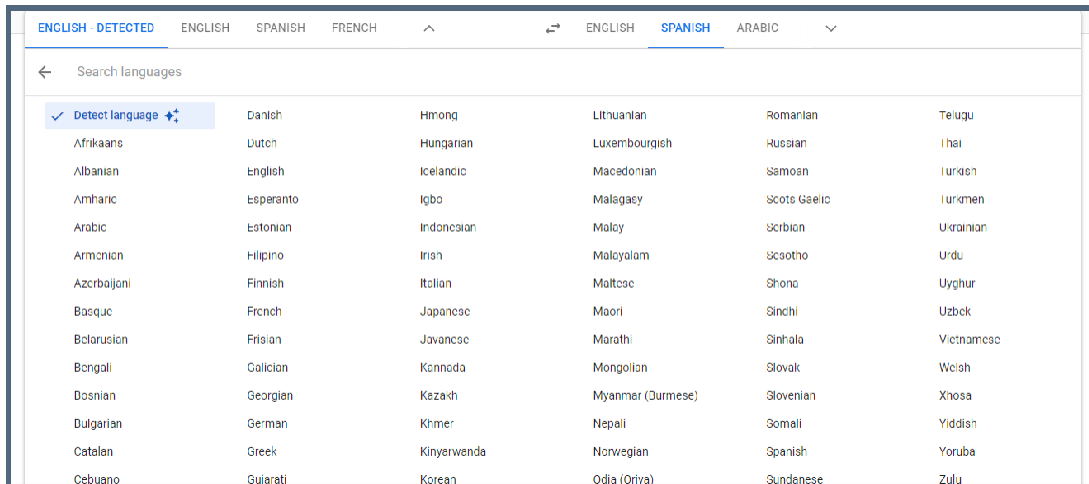 ENGLISH - DETECTED ENGLISH SPANISH FRENCH ENGLISH SPANISH ARABIC
Search languages
Detect language Danish Hmong Lithuanian Romanian Telugu
Afrikaans Dutch Hungarian Luxembourgish Russian Thai
Albanian English Icelandic Macedonian Samoan Turkish
Amharic Esperanto Igbo Malagasy Scots Gaelic Turkmen
Arabic Estonian Indonesian Malay Serbian Ukrainian
Armenian Filipino Irish Malayalam Sesotho Urdu
Azerbaijani Finnish Italian Maltese Shona Uyghur
Basque French Japanese Maori Sindhi Uzbek
Belarusian Frisian Javanese Marathi Sinhala Vietnamese
Bengali Galician Kannada Mongolian Slovak Welsh
Bosnian Georgian Kazakh Myanmar (Burmese) Slovenian Xhosa
Bulgarian German Khmer Nepali Somali Yiddish
Catalan Greek Kinyarwanda Norwegian Spanish Yoruba
Cebuano Gujarati Korean Odia (Oriya) Sundanese Zulu